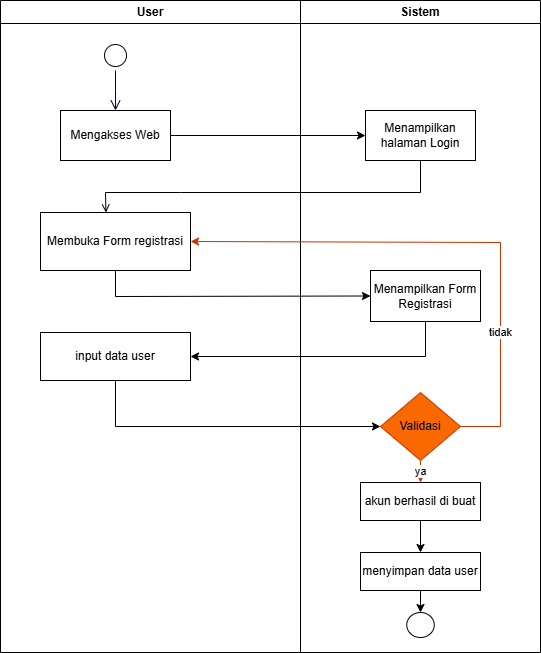 User
Sistem
Mengakses Web
Menampilkan
halaman Login
Membuka Form registrasi
Menampilkan Form
Registrasi
tidak
input data user
Validasi
ya
akun berhasil di buat
menyimpan data user